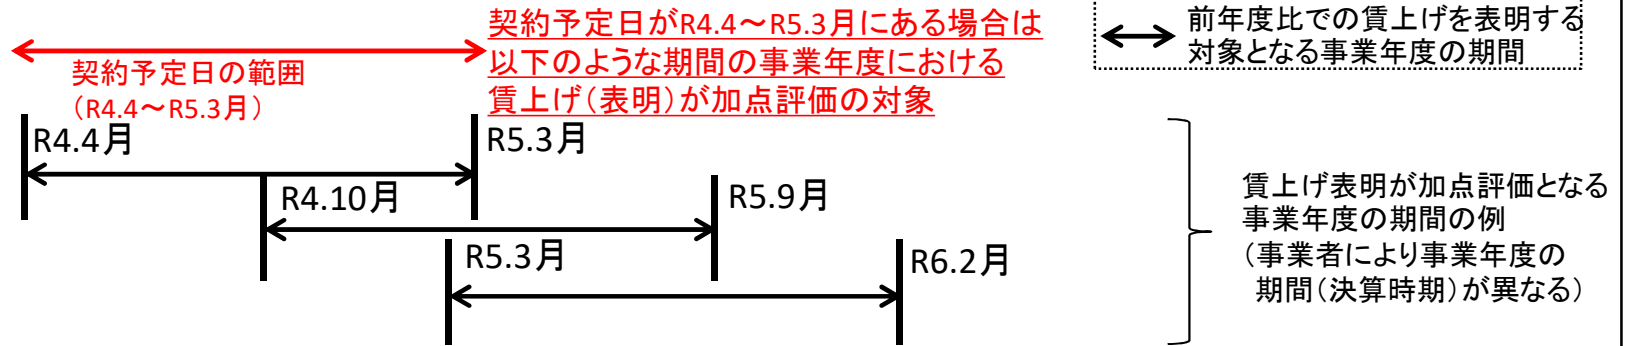 契約予定日がR4.4～R5.3月にある場合は
以下のような期間の事業年度における
賃上げ（表明）が加点評価の対象
前年度比での賃上げを表明する
対象となる事業年度の期間
契約予定日の範囲
（R4.4～R5.3月）
R4.4月
R5.3月
R4.10月
R5.9月
R5.3月
R6.2月
賃上げ表明が加点評価となる
事業年度の期間の例
（事業者により事業年度の
期間（決算時期）が異なる）